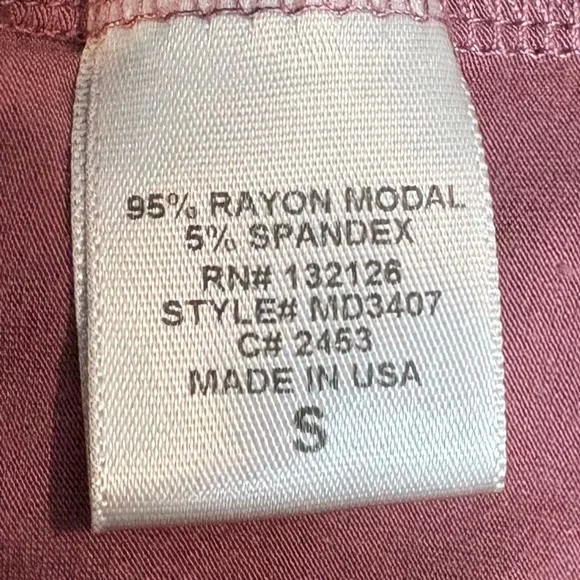 95% RAYON MODAL
5% SPANDEX
RN# 132126
STYLE# MD3407
C# 2453
MADE IN USA
S